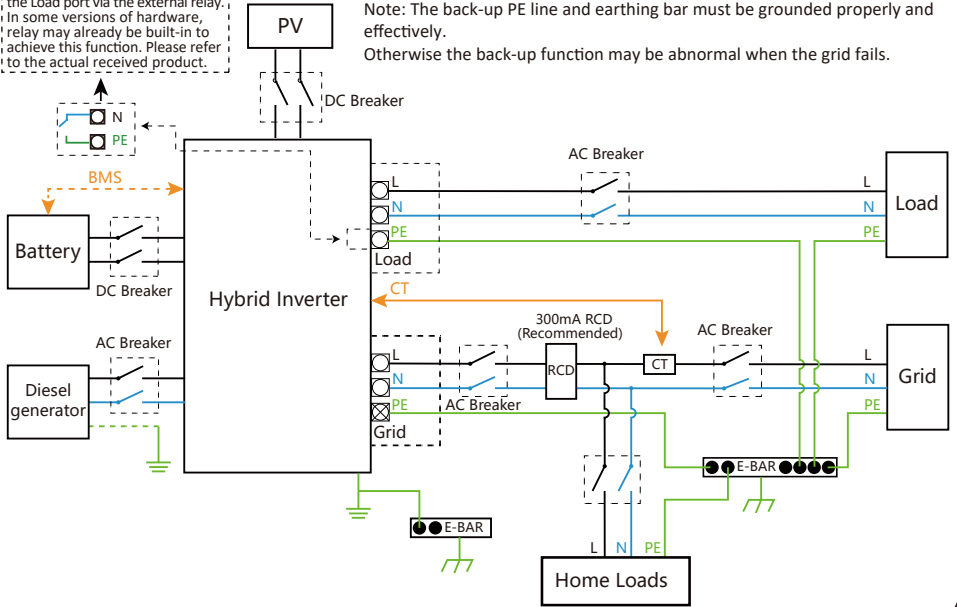 the Load port via the external relay.
In some versions of hardware,
relay may already be built-in to
achieve this function. Please refer
to the actual received product.
Note: The back-up PE line and earthing bar must be grounded properly and
effectively.
Otherwise the back-up function may be abnormal when the grid fails.
PV
DC Breaker
N
PE
BMS
Battery
DC Breaker
AC Breaker
Diesel
generator
Hybrid Inverter
L
N
PE
Load
AC Breaker
L
N
PE
Load
CT
300mA RCD
(Recommended)
AC Breaker
L
N
PE
Grid
AC Breaker
RCD
CT
L
N
PE
Grid
E-BAR
E-BAR
L
N
PE
Home Loads